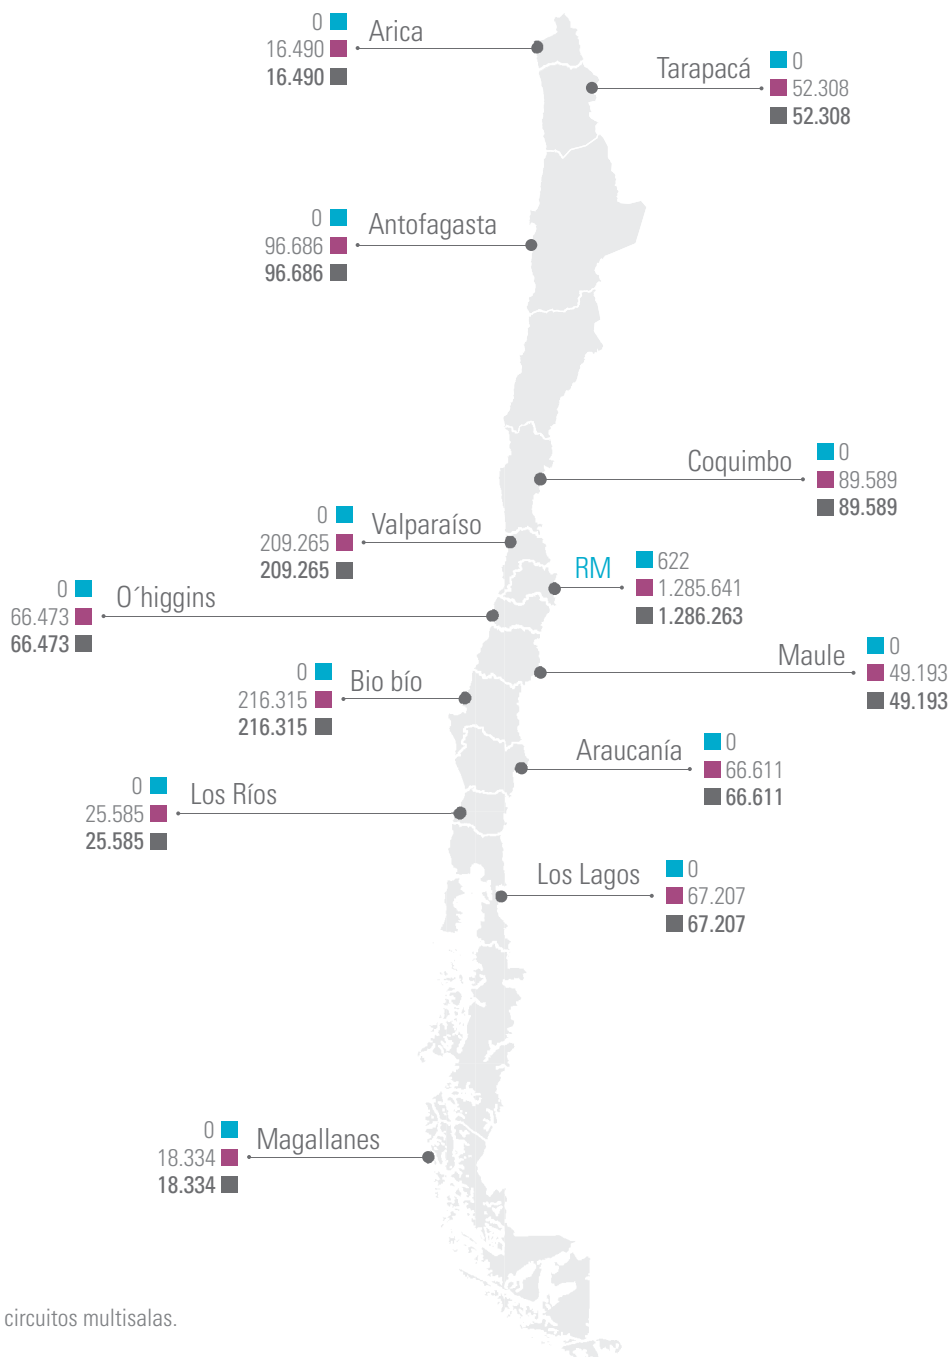 0
Arica
16.490
16.490
Tarapacá
0
52.308
52.308
0
Antofagasta
96.686
96.686
Coquimbo
0
89.589
89.589
0
Valparaíso
209.265
209.265
RM
622
1.285.641
1.286.263
0
O´higgins
66.473
66.473
Maule
0
49.193
49.193
0
Bio bío
216.315
216.315
Araucanía
0
66.611
66.611
0
Los Ríos
25.585
25.585
Los Lagos
0
67.207
67.207
0
Magallanes
18.334
18.334
circuitos multisalas.